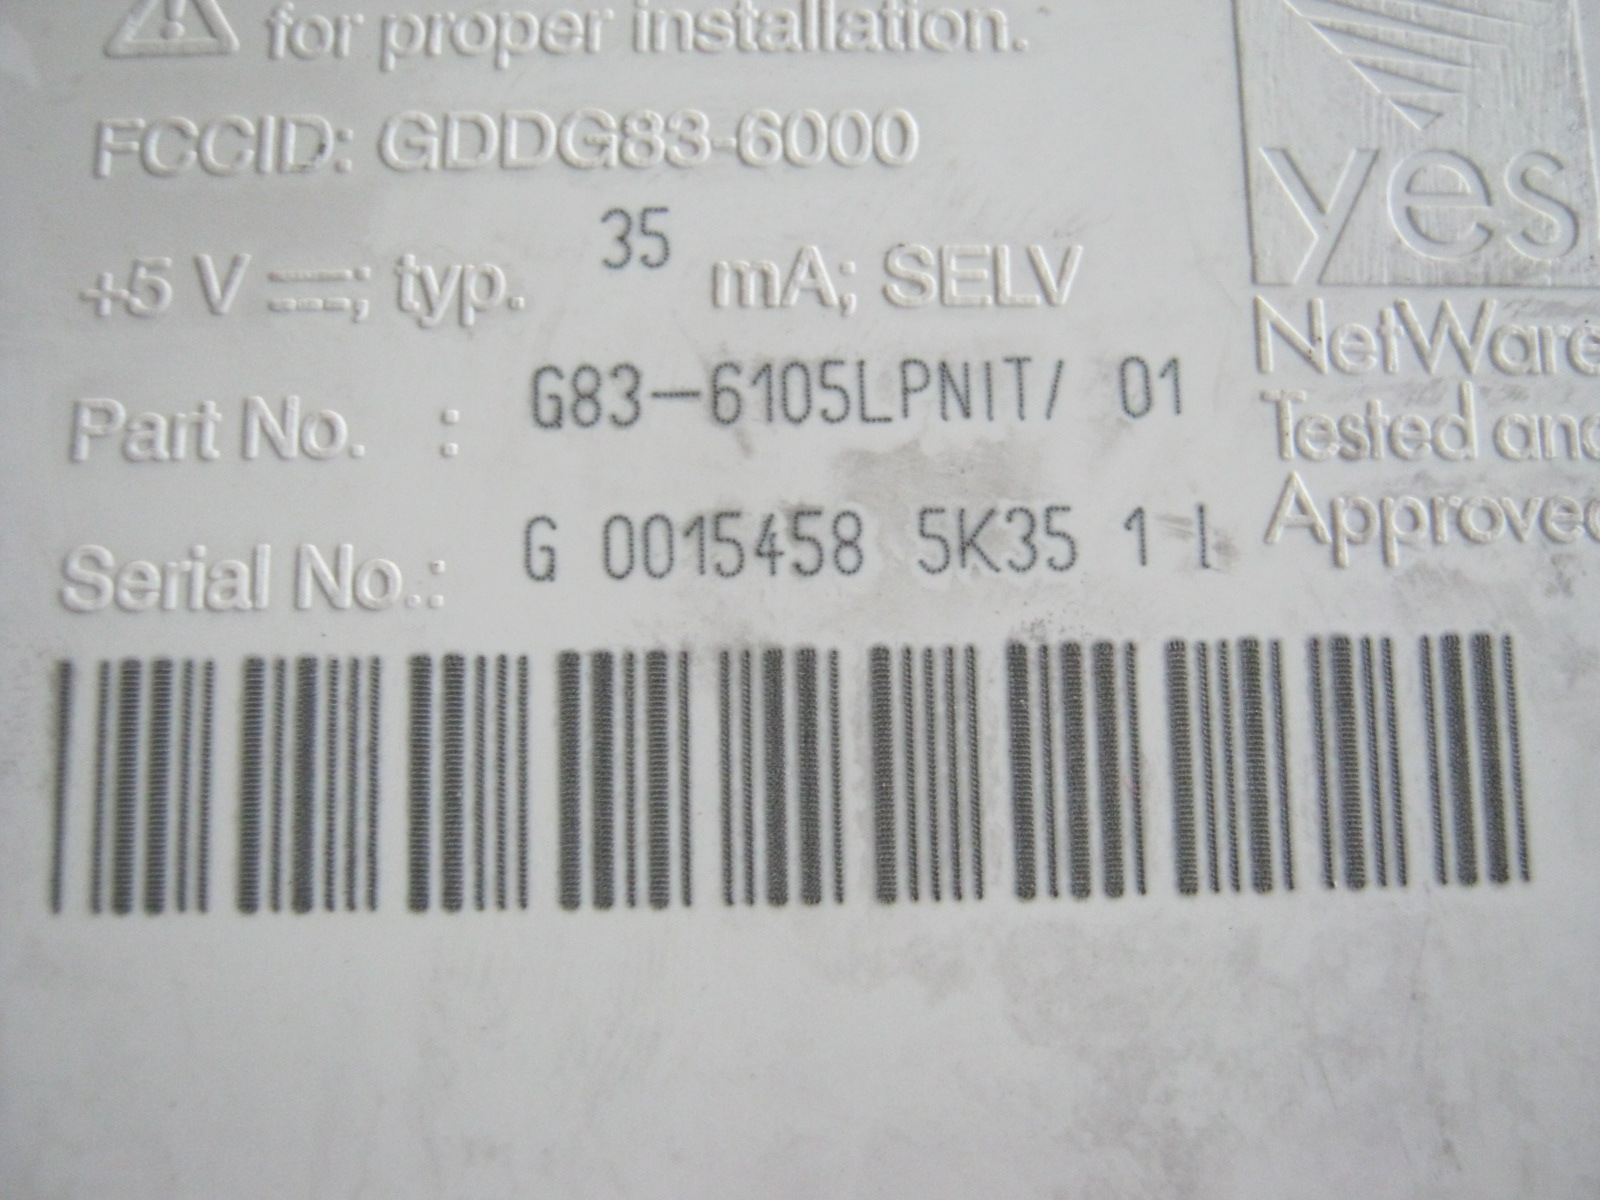 for proper installation.
FCCID: GDDG83-6000
+5 V ⎓; typ. 35 mA; SELV
Part No. : G83-6105LPNIT/ 01
Serial No.: G 0015458 5K35 1 I
yes
NetWare
Tested and
Approved